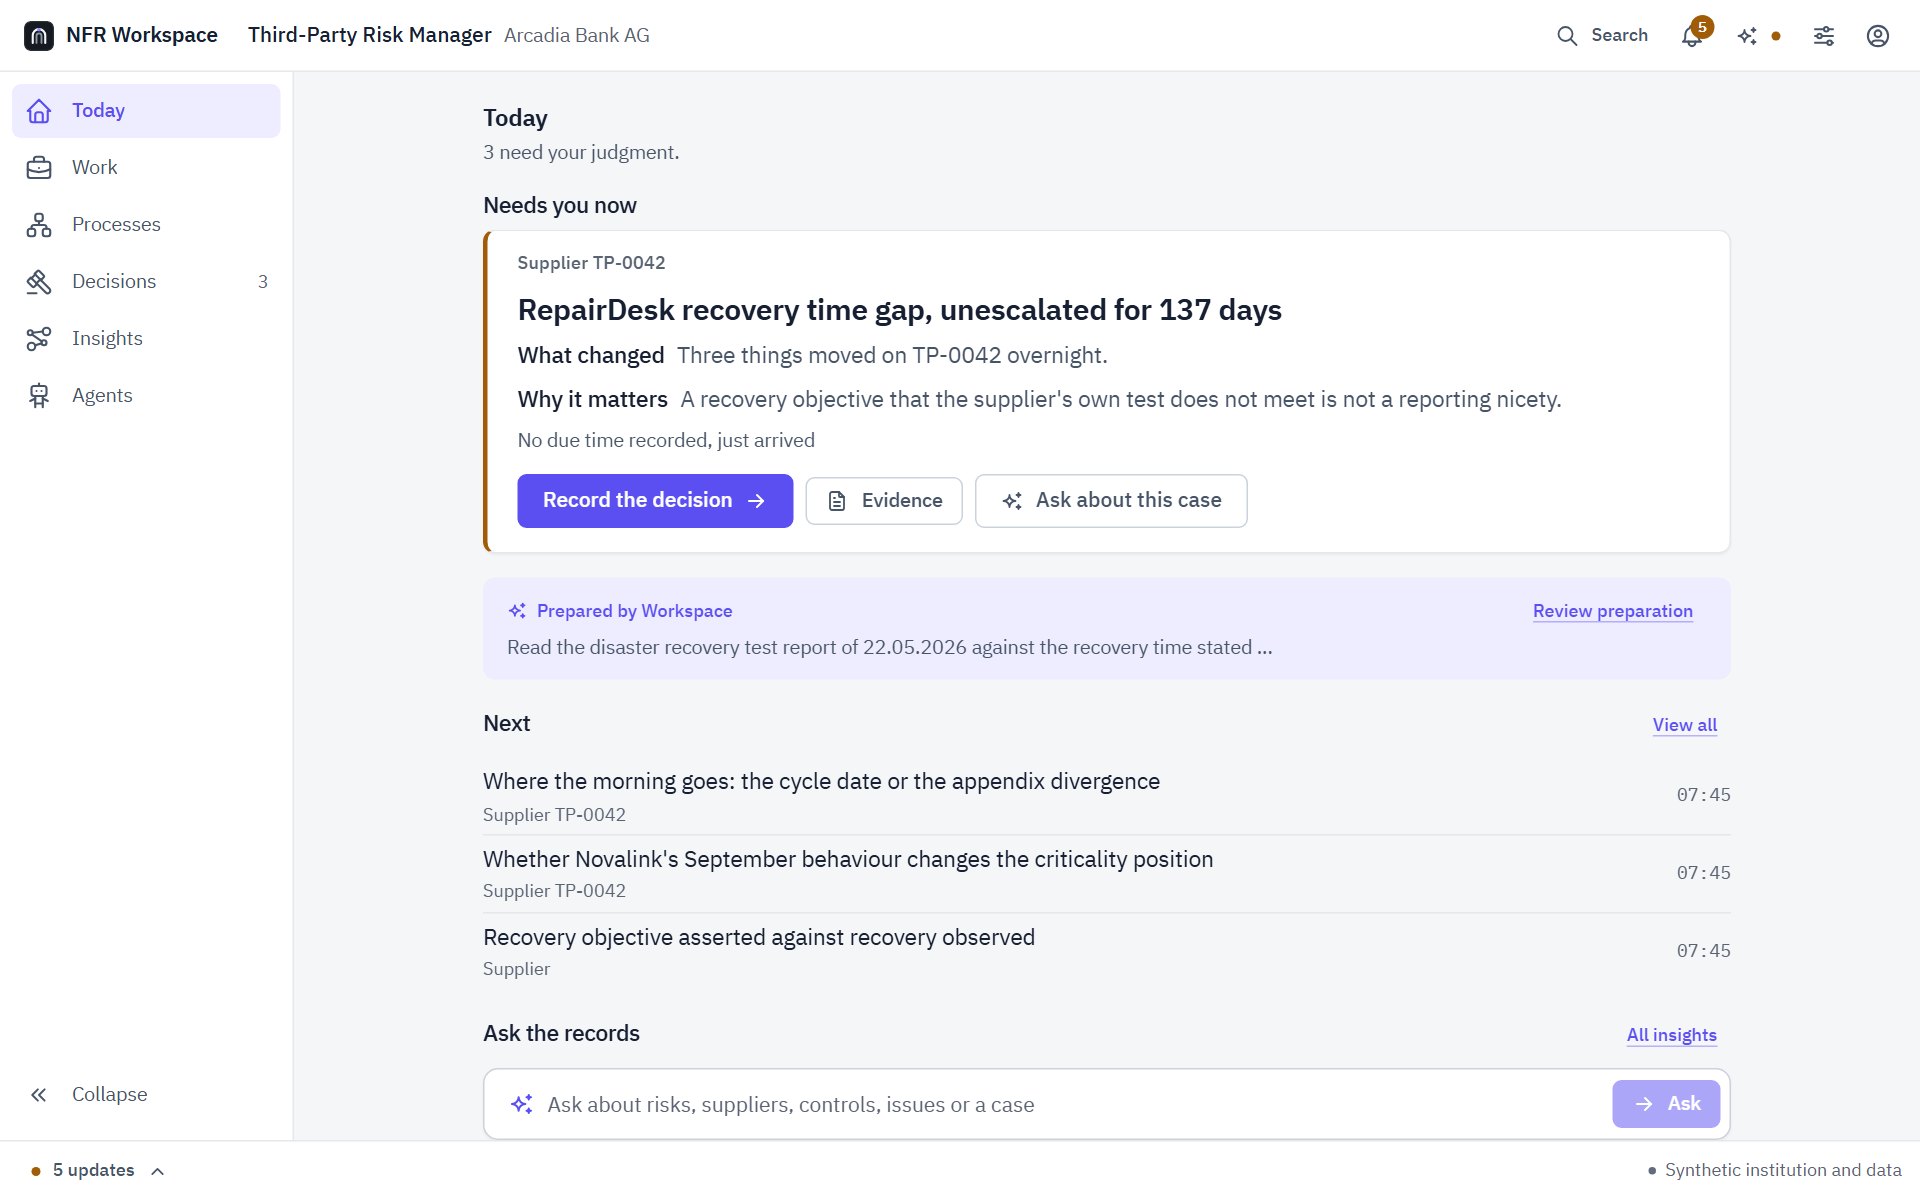 NFR Workspace
Third-Party Risk Manager Arcadia Bank AG
Search
5
Today
Work
Processes
Decisions 3
Insights
Agents
Collapse
Today
3 need your judgment.
Needs you now
Supplier TP-0042
RepairDesk recovery time gap, unescalated for 137 days
What changed Three things moved on TP-0042 overnight.
Why it matters A recovery objective that the supplier's own test does not meet is not a reporting nicety.
No due time recorded, just arrived
Record the decision
Evidence
Ask about this case
Prepared by Workspace
Review preparation
Read the disaster recovery test report of 22.05.2026 against the recovery time stated ...
Next
View all
Where the morning goes: the cycle date or the appendix divergence
Supplier TP-0042
07:45
Whether Novalink's September behaviour changes the criticality position
Supplier TP-0042
07:45
Recovery objective asserted against recovery observed
Supplier
07:45
Ask the records
All insights
Ask about risks, suppliers, controls, issues or a case
Ask
5 updates
Synthetic institution and data